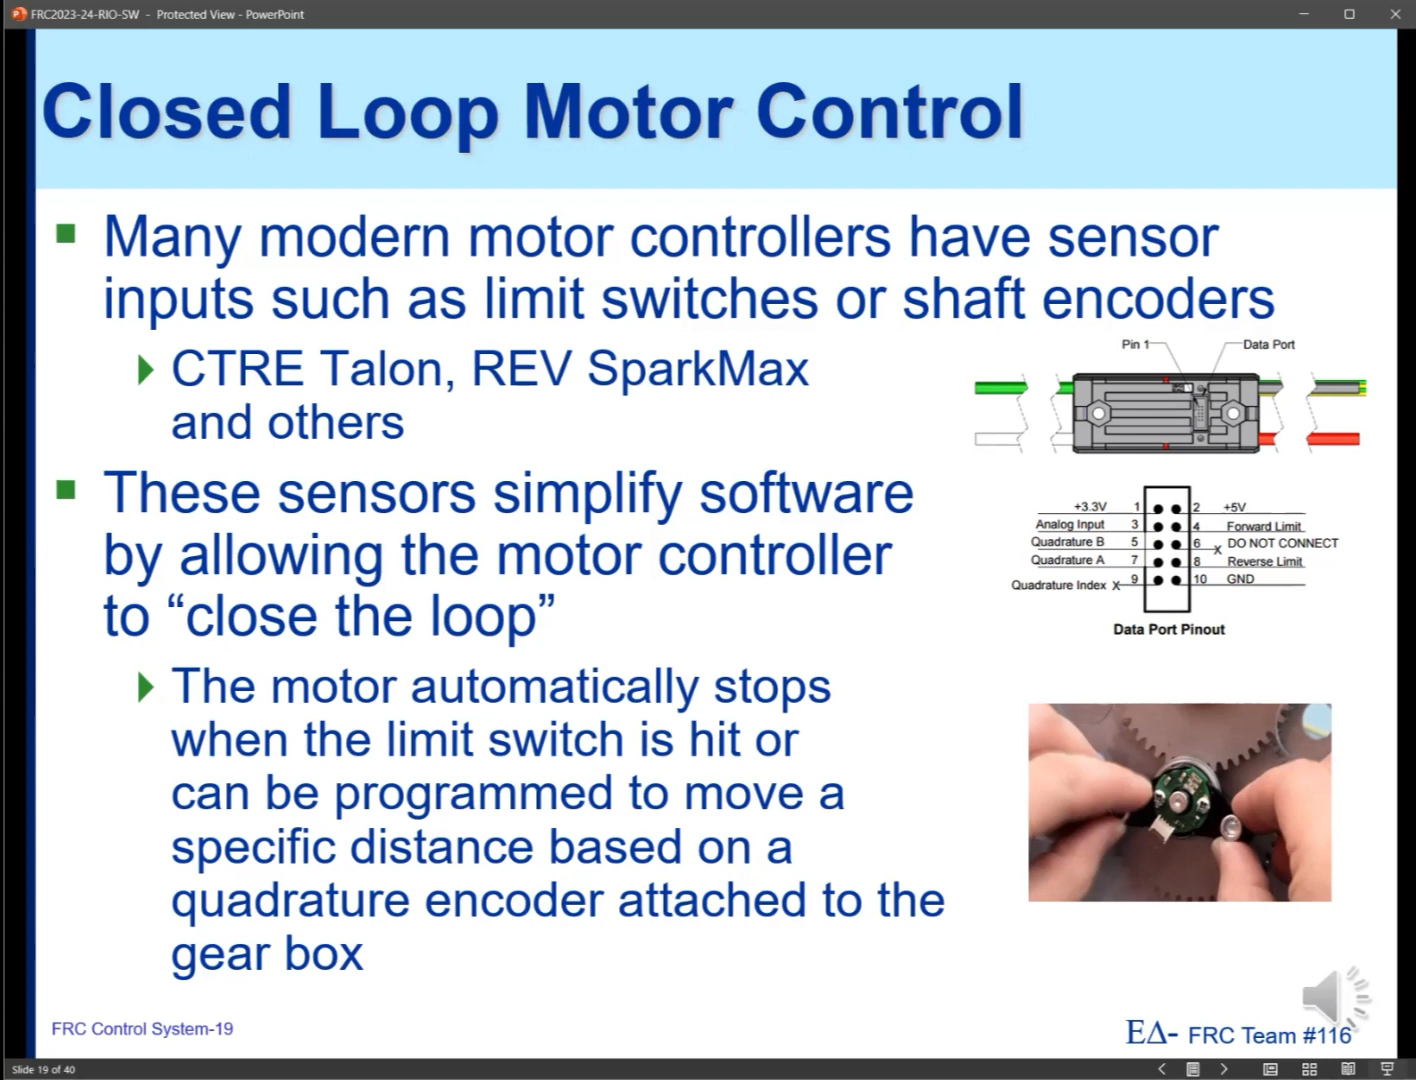 FRC2023-24-RIO-SW - Protected View - PowerPoint
Closed Loop Motor Control
Many modern motor controllers have sensor
inputs such as limit switches or shaft encoders
CTRE Talon, REV SparkMax
and others
These sensors simplify software
by allowing the motor controller
to “close the loop”
The motor automatically stops
when the limit switch is hit or
can be programmed to move a
specific distance based on a
quadrature encoder attached to the
gear box
Pin 1
Data Port
+3.3V 1 2 +5V
Analog Input 3 4 Forward Limit
Quadrature B 5 6 X DO NOT CONNECT
Quadrature A 7 8 Reverse Limit
Quadrature Index X 9 10 GND
Data Port Pinout
FRC Control System-19
ΕΔ- FRC Team #116
Slide 19 of 40